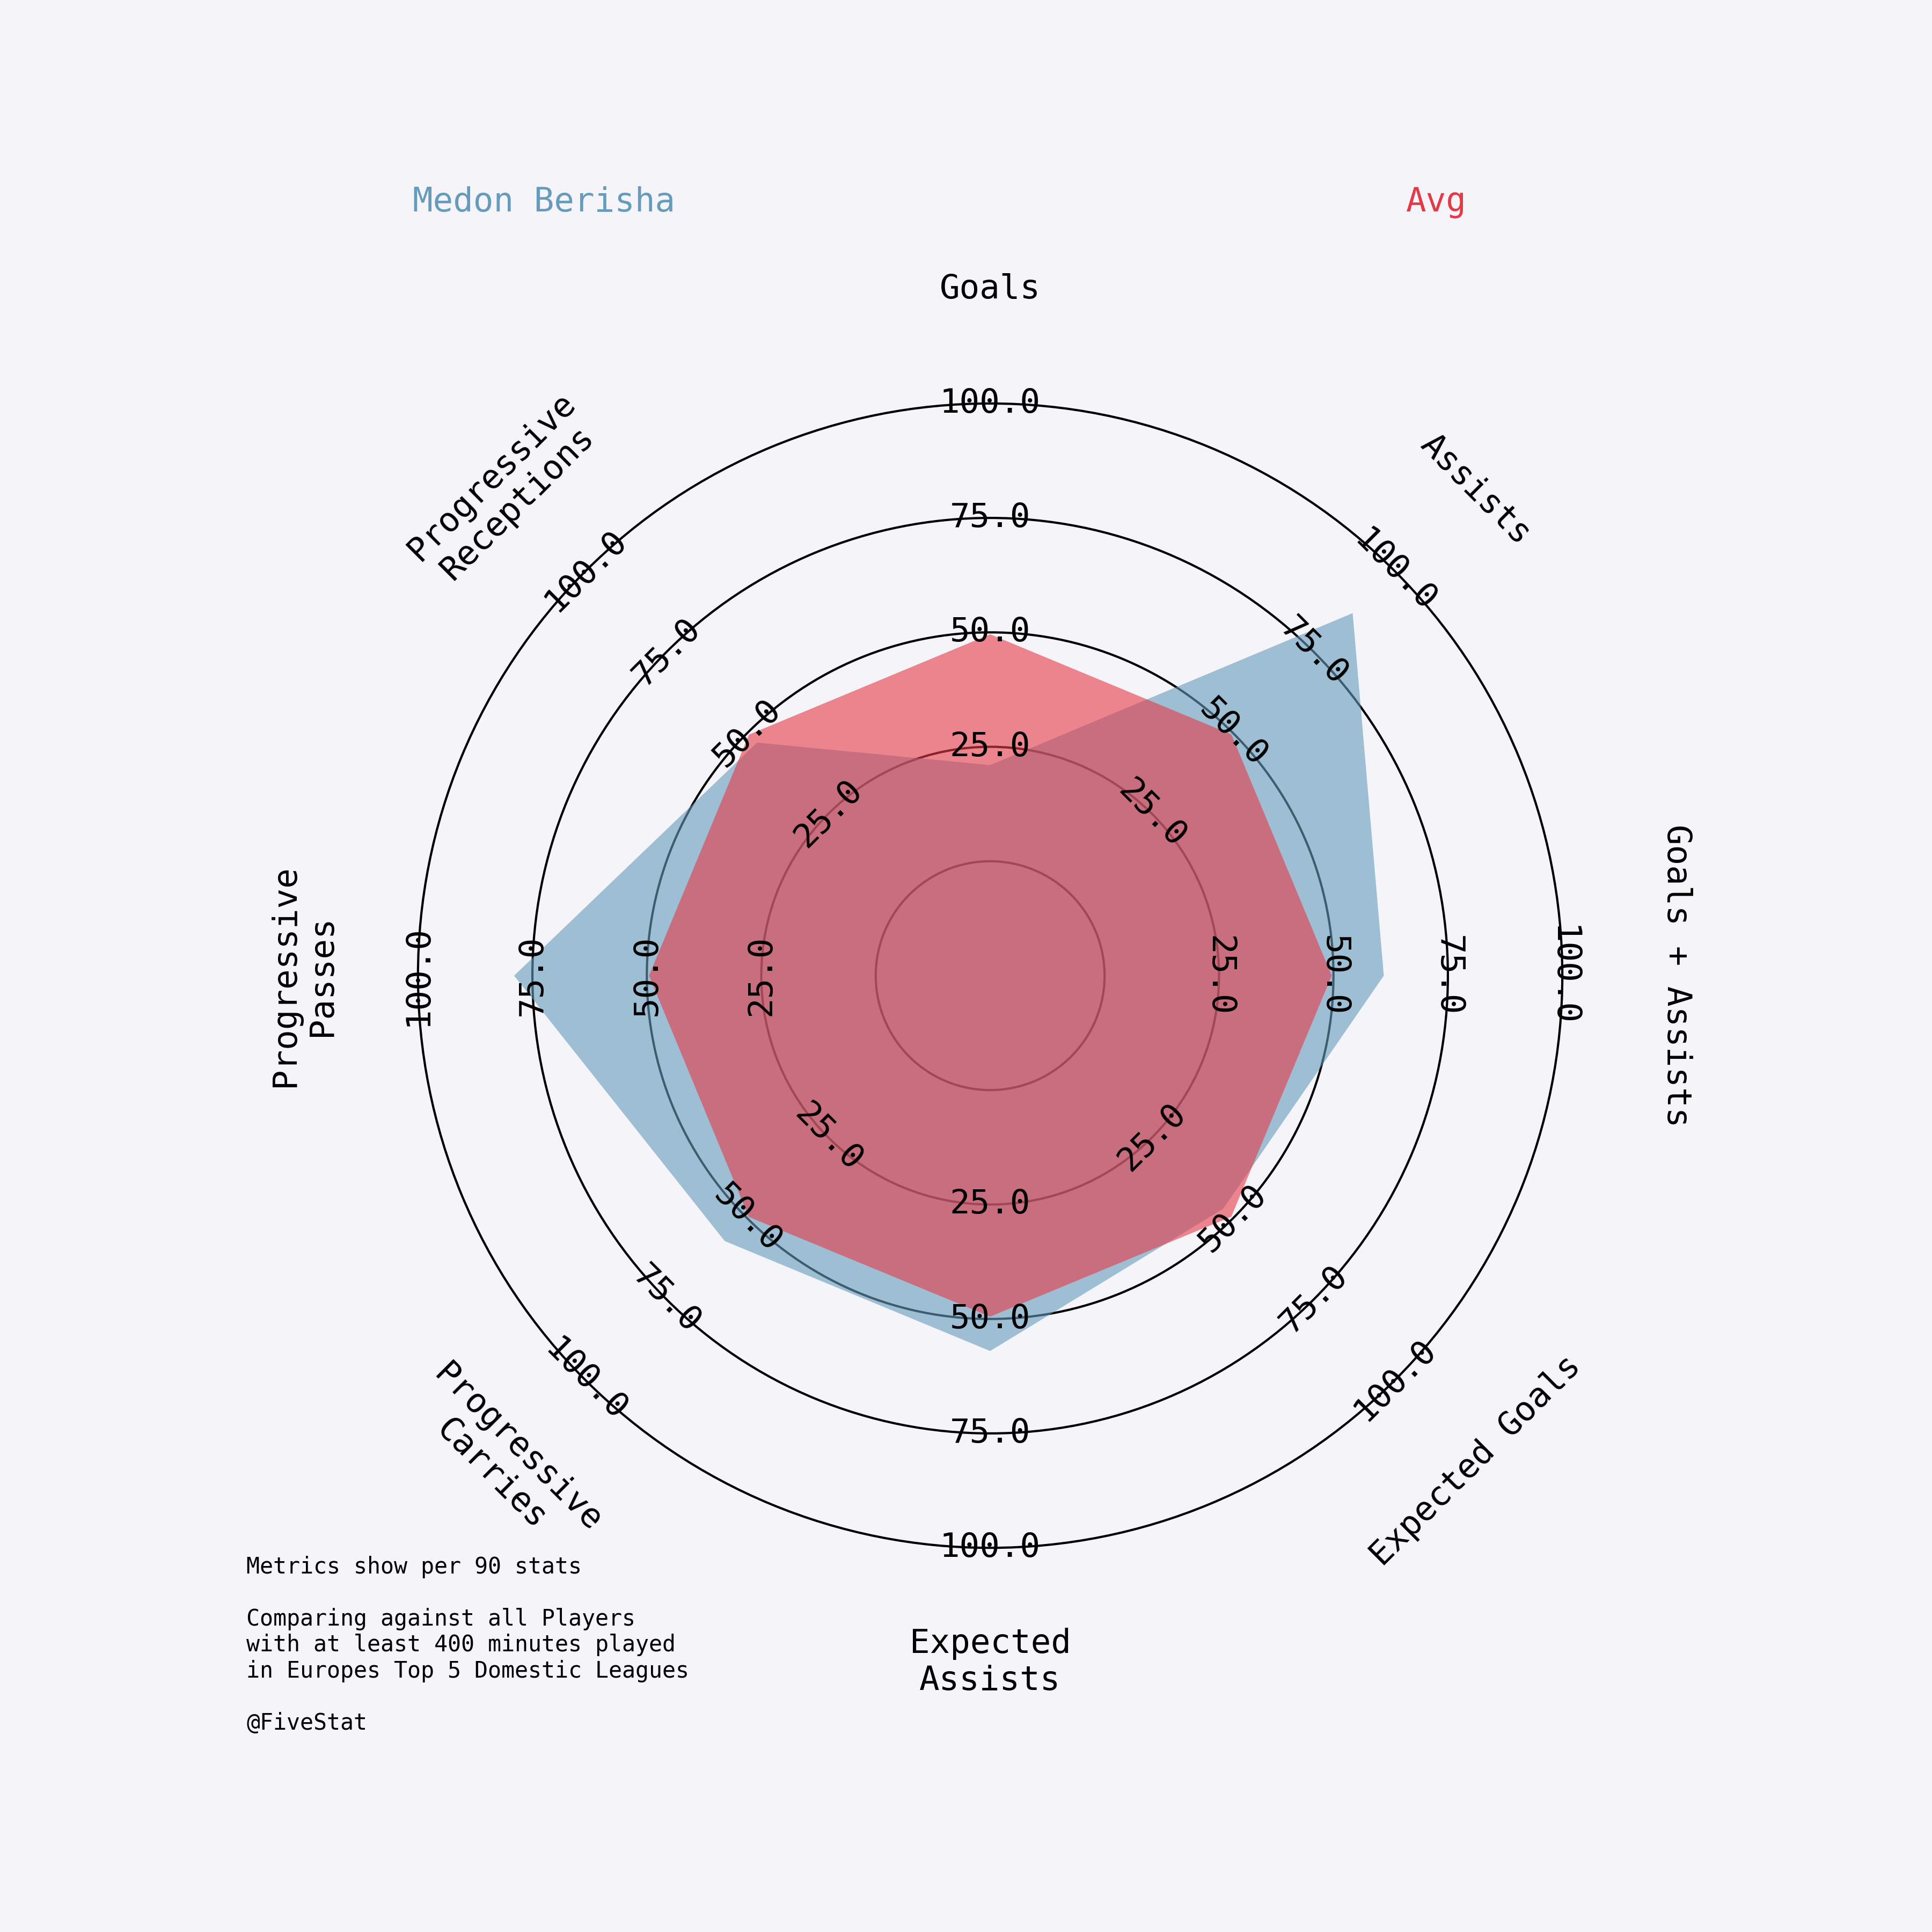 Medon Berisha
Avg
Goals
Assists
Goals + Assists
Expected Goals
Expected
Assists
Progressive
Carries
Progressive
Passes
Progressive
Receptions
25.0
50.0
75.0
100.0
25.0
50.0
75.0
100.0
25.0
50.0
75.0
100.0
25.0
50.0
75.0
100.0
25.0
50.0
75.0
100.0
25.0
50.0
75.0
100.0
25.0
50.0
75.0
100.0
25.0
50.0
75.0
100.0
Metrics show per 90 stats
Comparing against all Players
with at least 400 minutes played
in Europes Top 5 Domestic Leagues
@FiveStat